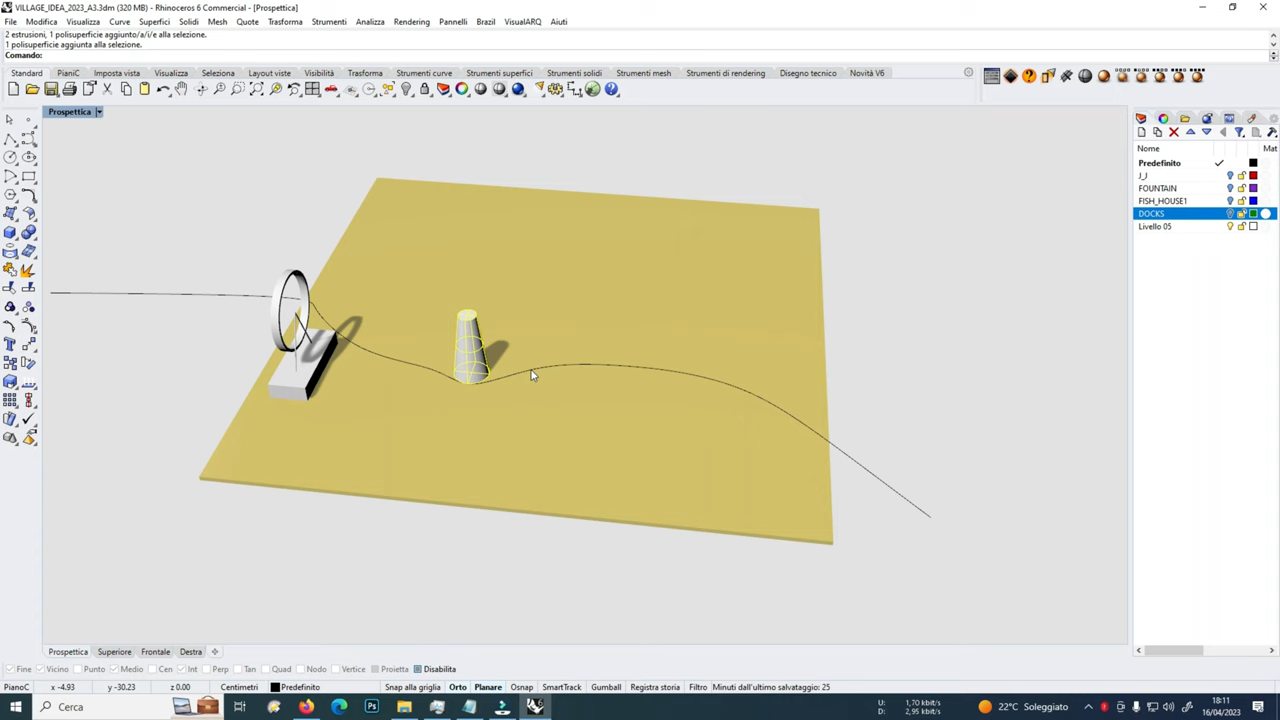 VILLAGE_IDEA_2023_A3.3dm (320 MB) - Rhinoceros 6 Commercial - [Prospettica]
File Modifica Visualizza Curve Superfici Solidi Mesh Quote Trasforma Strumenti Analizza Rendering Pannelli Brazil VisualARQ Aiuti
2 estrusioni, 1 polisuperficie aggiunto/a/i/e alla selezione.
1 polisuperficie aggiunta alla selezione.
Comando:
Standard PianiC Imposta vista Visualizza Selezione Layout viste Visibilità Trasforma Strumenti curve Strumenti superfici Strumenti solidi Strumenti mesh Strumenti di rendering Disegno tecnico Novità V6
Prospettica
Nome Mat
Predefinito
J_J
FOUNTAIN
FISH_HOUSE1
DOCKS
Livello 05
Prospettica Superiore Frontale Destra
Fine Vicino Punto Medio Cen Int Perp Tan Quad Nodo Vertice Proietta Disabilita
PianoC x -4.93 y -30.23 z 0.00 Centimetri Predefinito Snap alla griglia Orto Planare Osnap SmartTrack Gumball Registra storia Filtro Minuti dall'ultimo salvataggio: 25
Cerca
U: 1,70 kbit/s
D: 2,95 kbit/s
22°C Soleggiato
18:11
16/04/2023